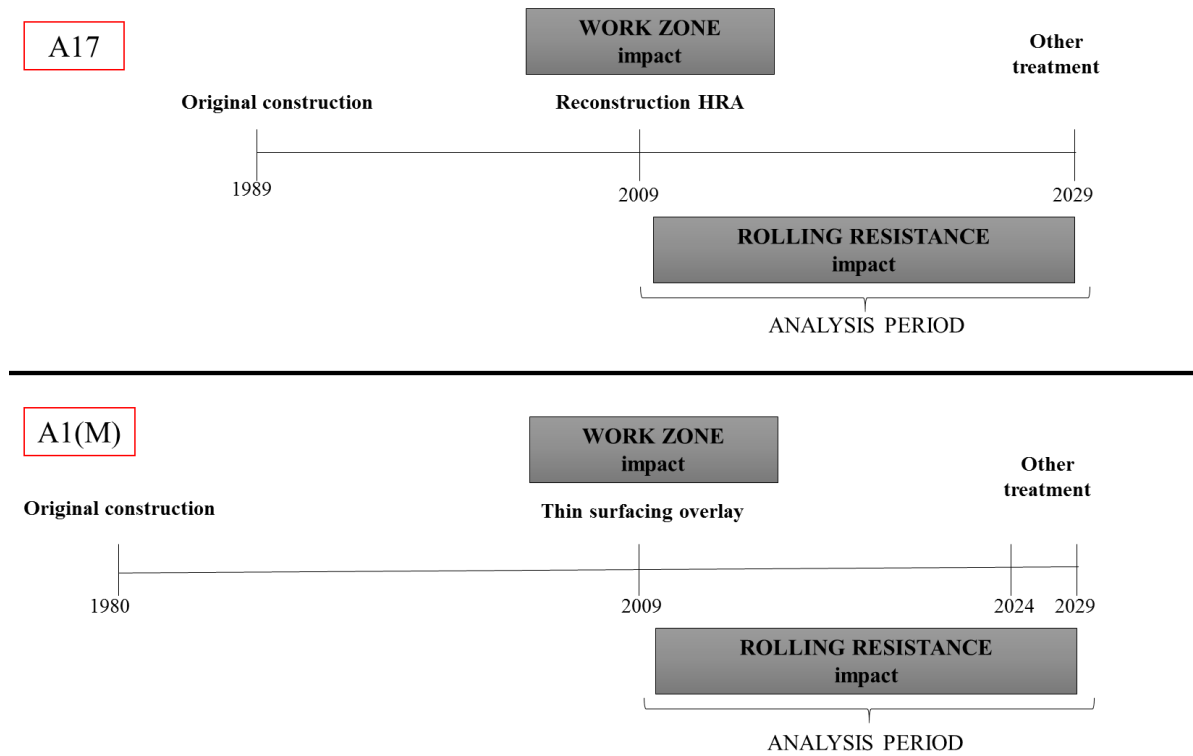 A17
WORK ZONE
impact
Other
treatment
Original construction
Reconstruction HRA
1989
2009
2029
ROLLING RESISTANCE
impact
ANALYSIS PERIOD
A1(M)
WORK ZONE
impact
Other
treatment
Original construction
Thin surfacing overlay
1980
2009
2024
2029
ROLLING RESISTANCE
impact
ANALYSIS PERIOD